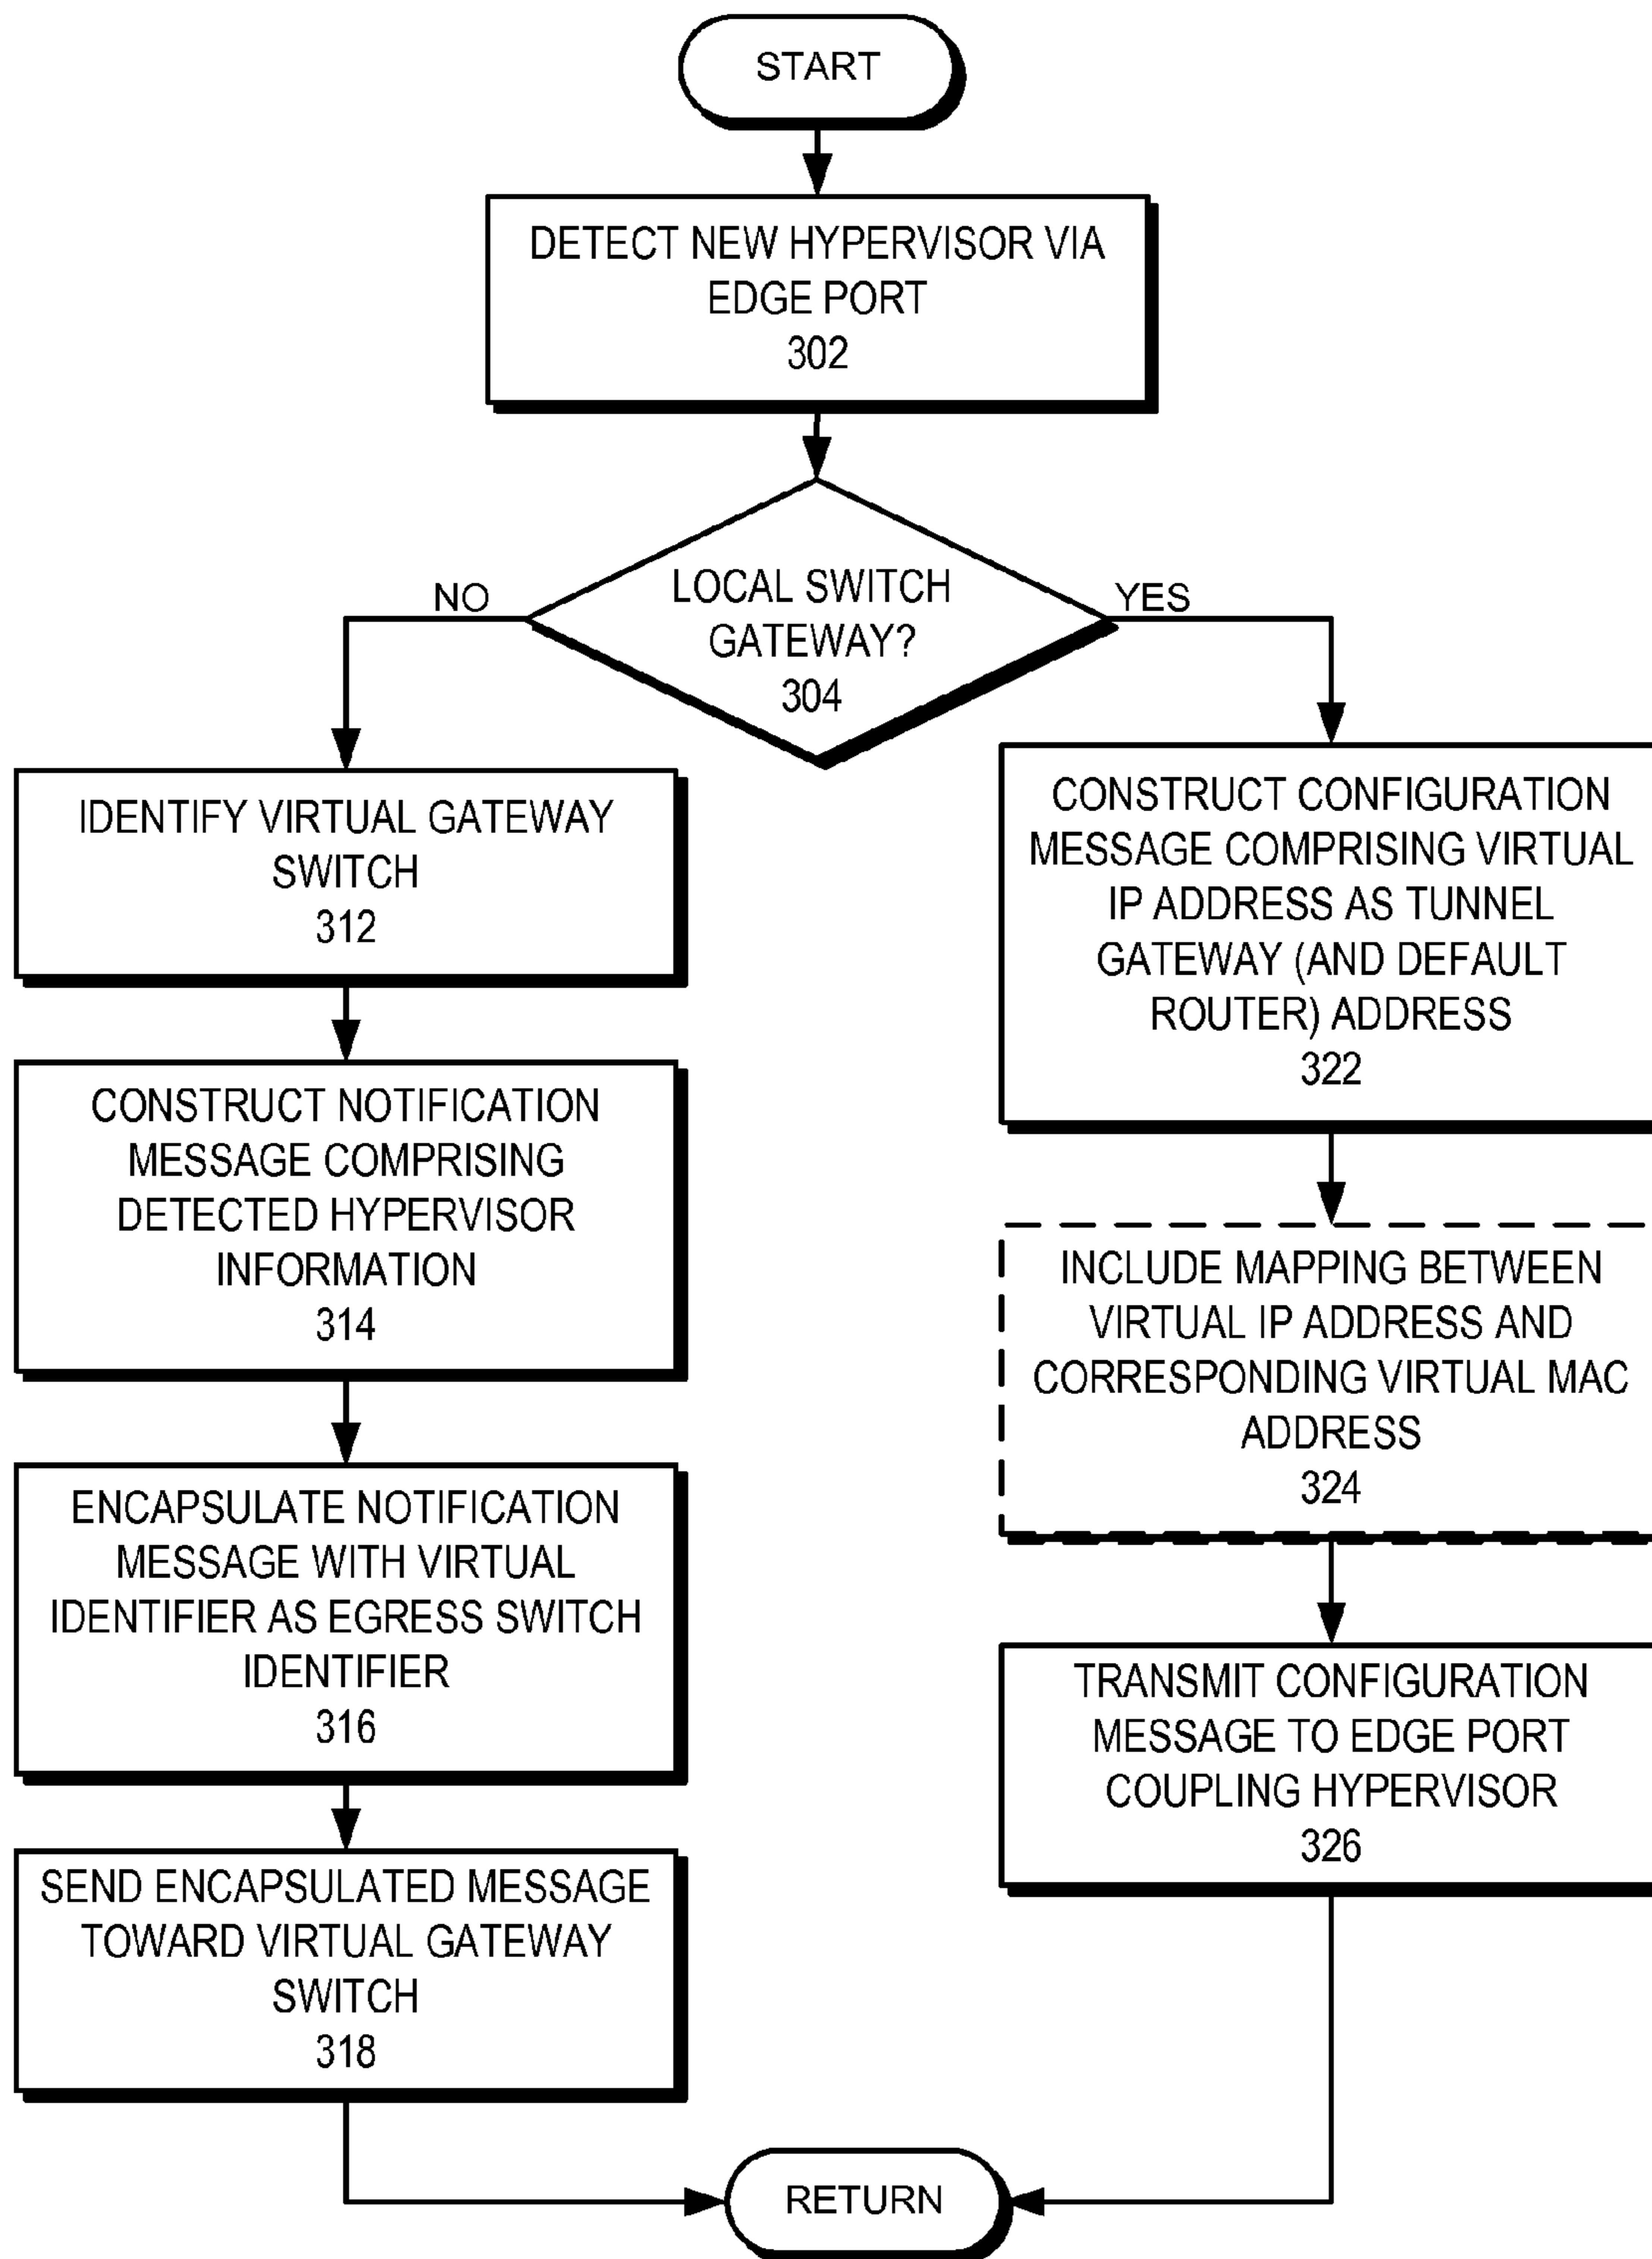 START
DETECT NEW HYPERVISOR VIA
EDGE PORT
302
LOCAL SWITCH
GATEWAY?
304
NO
YES
IDENTIFY VIRTUAL GATEWAY
SWITCH
312
CONSTRUCT NOTIFICATION
MESSAGE COMPRISING
DETECTED HYPERVISOR
INFORMATION
314
ENCAPSULATE NOTIFICATION
MESSAGE WITH VIRTUAL
IDENTIFIER AS EGRESS SWITCH
IDENTIFIER
316
SEND ENCAPSULATED MESSAGE
TOWARD VIRTUAL GATEWAY
SWITCH
318
CONSTRUCT CONFIGURATION
MESSAGE COMPRISING VIRTUAL
IP ADDRESS AS TUNNEL
GATEWAY (AND DEFAULT
ROUTER) ADDRESS
322
INCLUDE MAPPING BETWEEN
VIRTUAL IP ADDRESS AND
CORRESPONDING VIRTUAL MAC
ADDRESS
324
TRANSMIT CONFIGURATION
MESSAGE TO EDGE PORT
COUPLING HYPERVISOR
326
RETURN